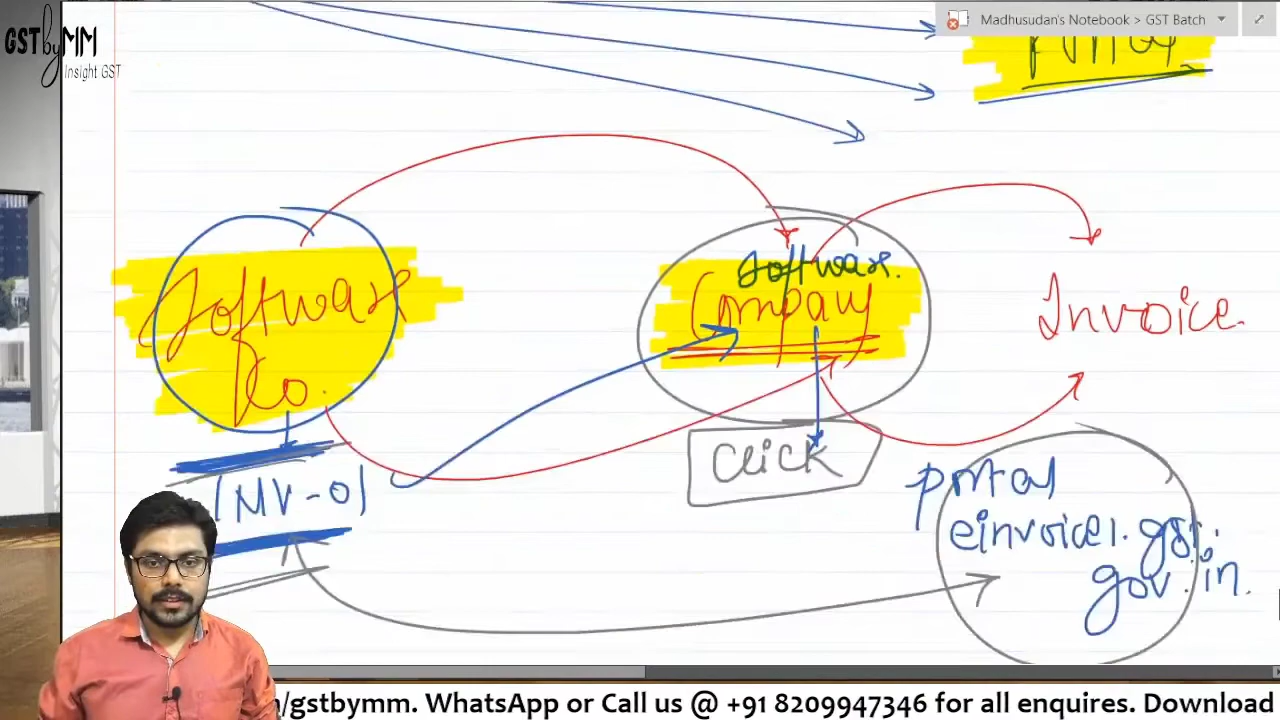 GSTbyMM
Insight GST
Madhusudan's Notebook > GST Batch
Software
Co.
Software.
Company
Invoice.
Click
INV-01
portal
einvoice1.gst.
gov.in.
n/gstbymm. WhatsApp or Call us @ +91 8209947346 for all enquires. Download